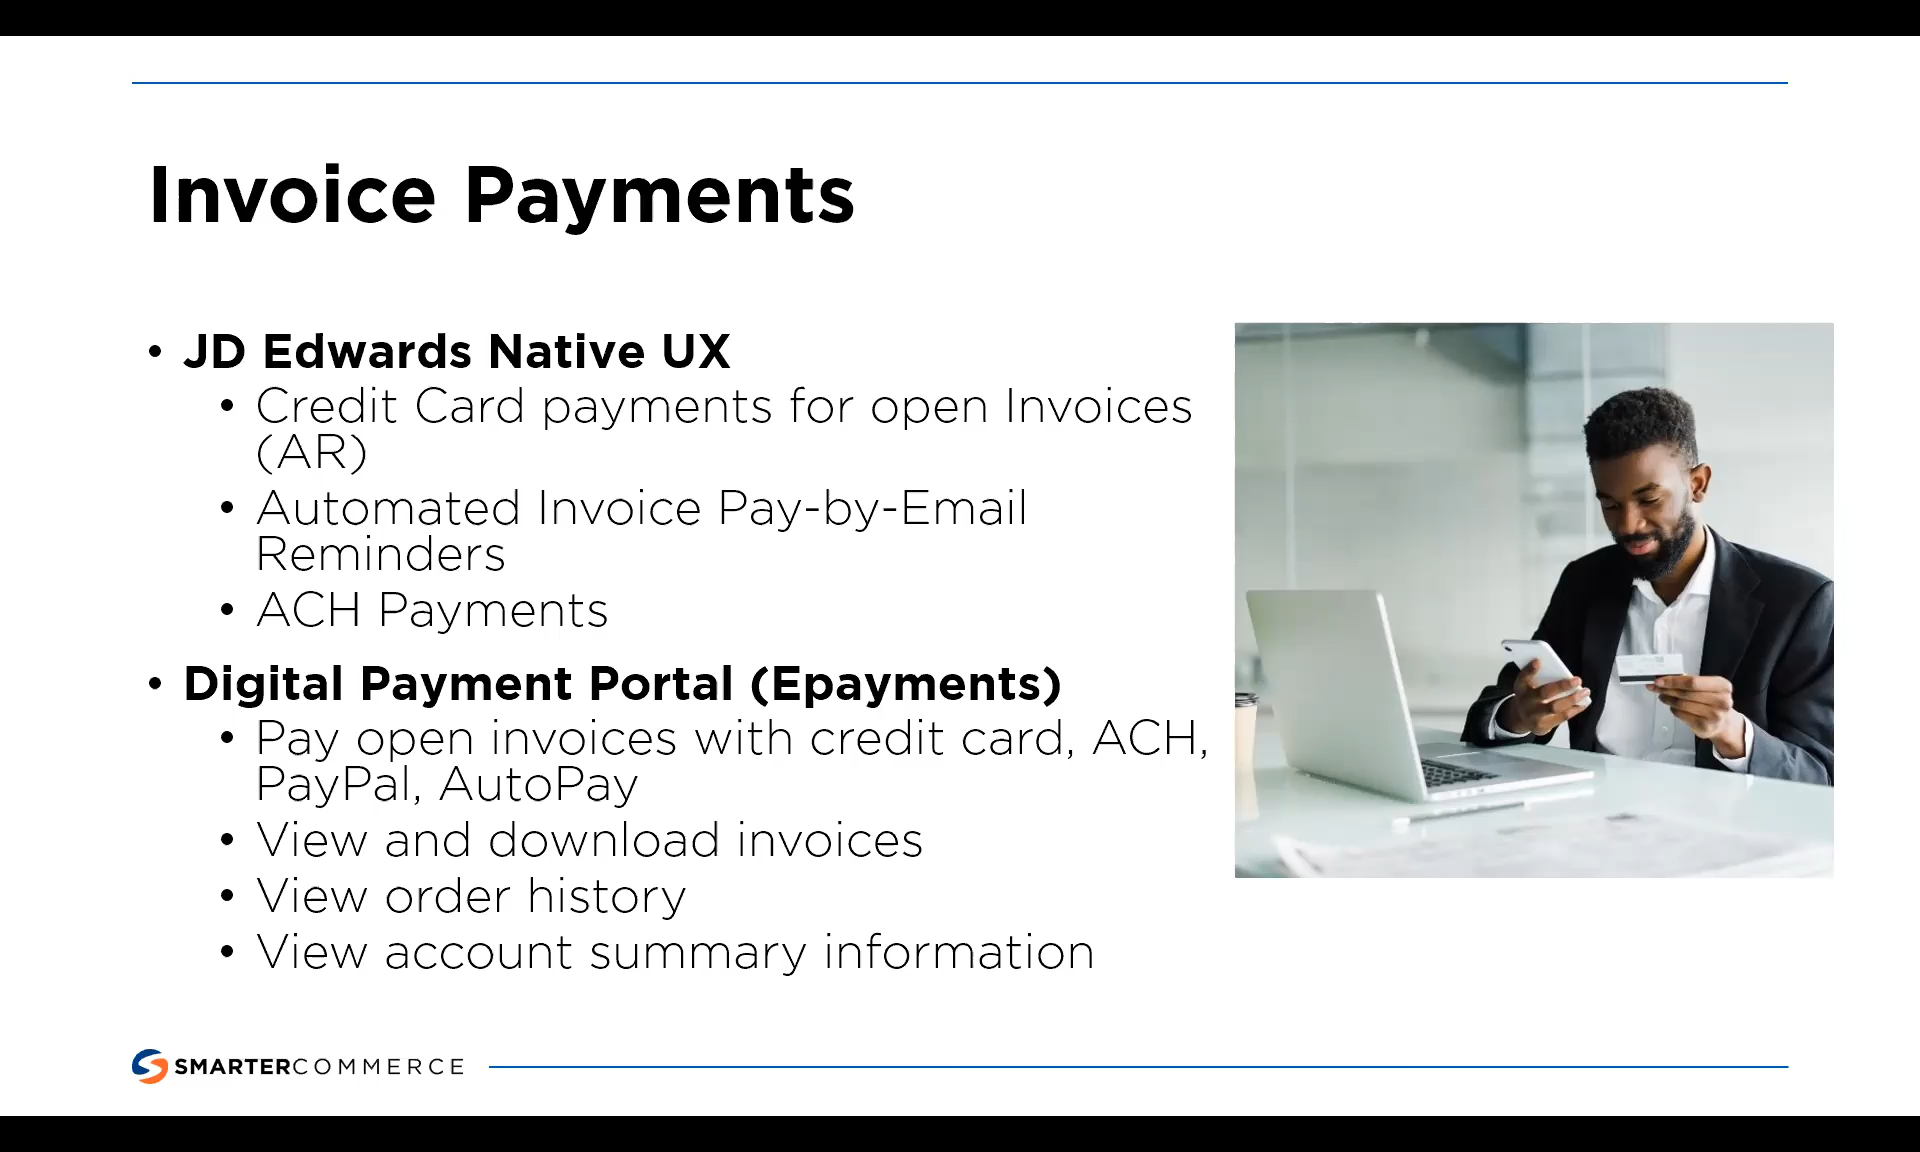 Invoice Payments
• JD Edwards Native UX
• Credit Card payments for open Invoices
(AR)
• Automated Invoice Pay-by-Email
Reminders
• ACH Payments
• Digital Payment Portal (Epayments)
• Pay open invoices with credit card, ACH,
PayPal, AutoPay
• View and download invoices
• View order history
• View account summary information
SMARTERCOMMERCE